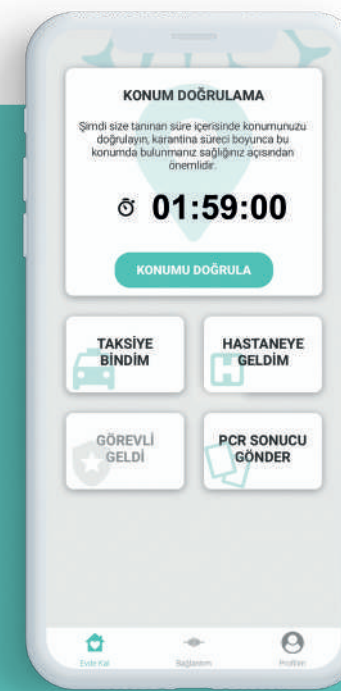 KONUM DOĞRULAMA
Şimdi size tanınan süre içerisinde konumunuzu
doğrulayın, karantina süreci boyunca bu
konumda bulunmanız sağlığınız açısından
önemlidir.
01:59:00
KONUMU DOĞRULA
TAKSİYE
BİNDİM
HASTANEYE
GELDİM
H
GÖREVLİ
GELDİ
PCR SONUCU
GÖNDER
Evde Kal
Bağlantım
Profilim